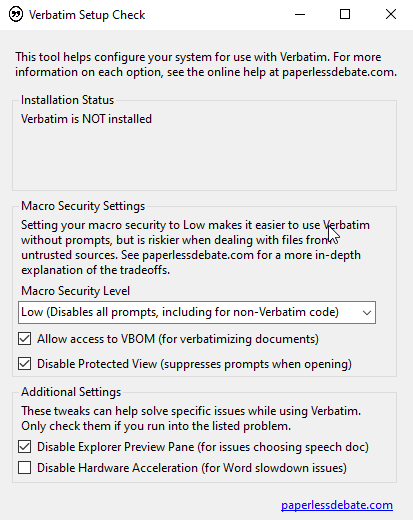 Verbatim Setup Check
This tool helps configure your system for use with Verbatim. For more
information on each option, see the online help at paperlessdebate.com.
Installation Status
Verbatim is NOT installed
Macro Security Settings
Setting your macro security to Low makes it easier to use Verbatim
without prompts, but is riskier when dealing with files from
untrusted sources. See paperlessdebate.com for a more in-depth
explanation of the tradeoffs.
Macro Security Level
Low (Disables all prompts, including for non-Verbatim code)
Allow access to VBOM (for verbatimizing documents)
Disable Protected View (suppresses prompts when opening)
Additional Settings
These tweaks can help solve specific issues while using Verbatim.
Only check them if you run into the listed problem.
Disable Explorer Preview Pane (for issues choosing speech doc)
Disable Hardware Acceleration (for Word slowdown issues)
paperlessdebate.com